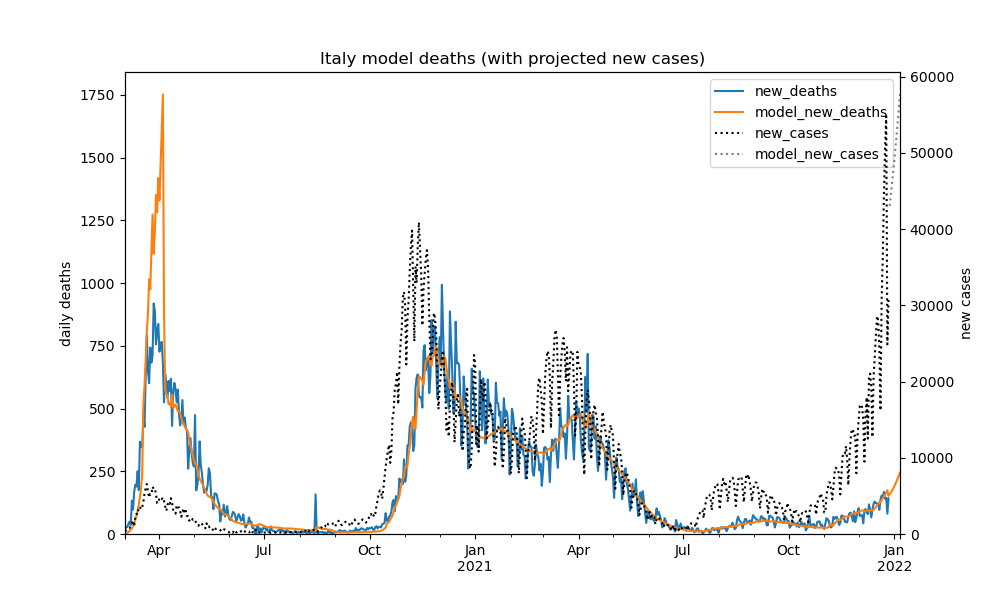 Italy model deaths (with projected new cases)
new_deaths
model_new_deaths
new_cases
model_new_cases
daily deaths
new cases
1750
1500
1250
1000
750
500
250
0
60000
50000
40000
30000
20000
10000
0
Apr
Jul
Oct
Jan
2021
Apr
Jul
Oct
Jan
2022